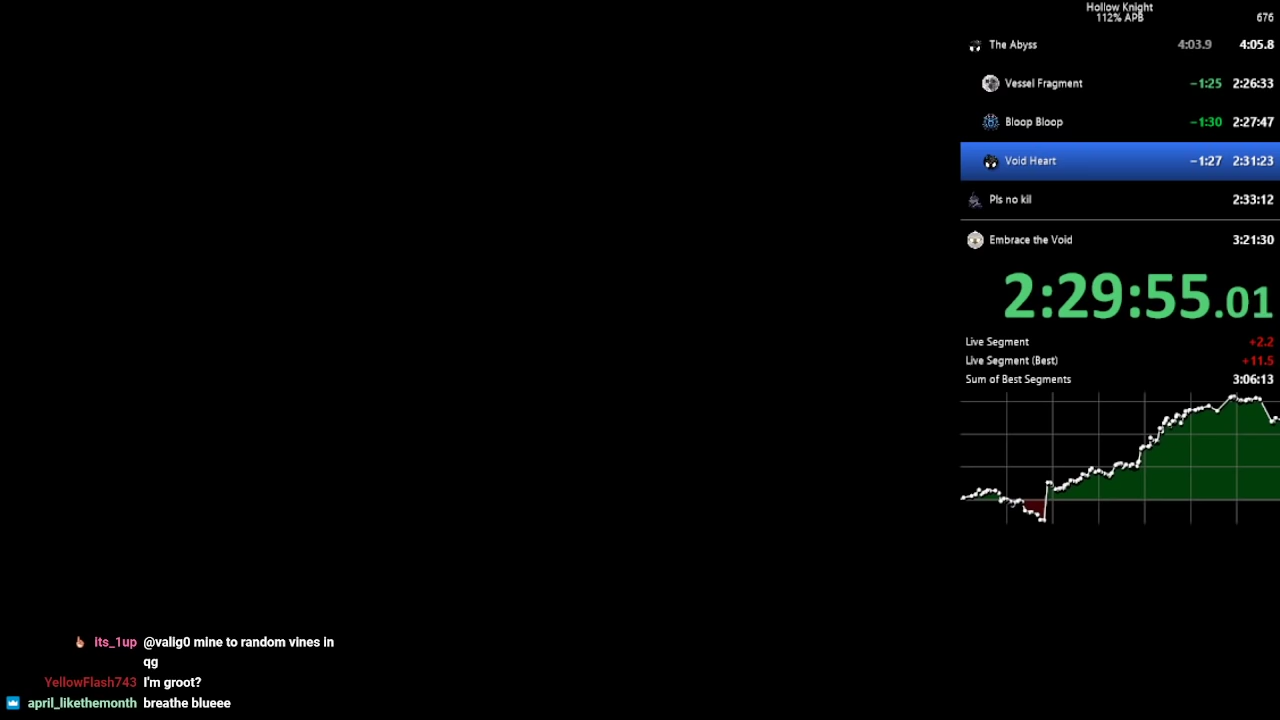 Hollow Knight
112% APB
676
The Abyss 4:03.9 4:05.8
Vessel Fragment −1:25 2:26:33
Bloop Bloop −1:30 2:27:47
Void Heart −1:27 2:31:23
Pls no kil 2:33:12
Embrace the Void 3:21:30
2:29:55.01
Live Segment +2.2
Live Segment (Best) +11.5
Sum of Best Segments 3:06:13
its_1up @valig0 mine to random vines in
qg
YellowFlash743 I'm groot?
april_likethemonth breathe blueee